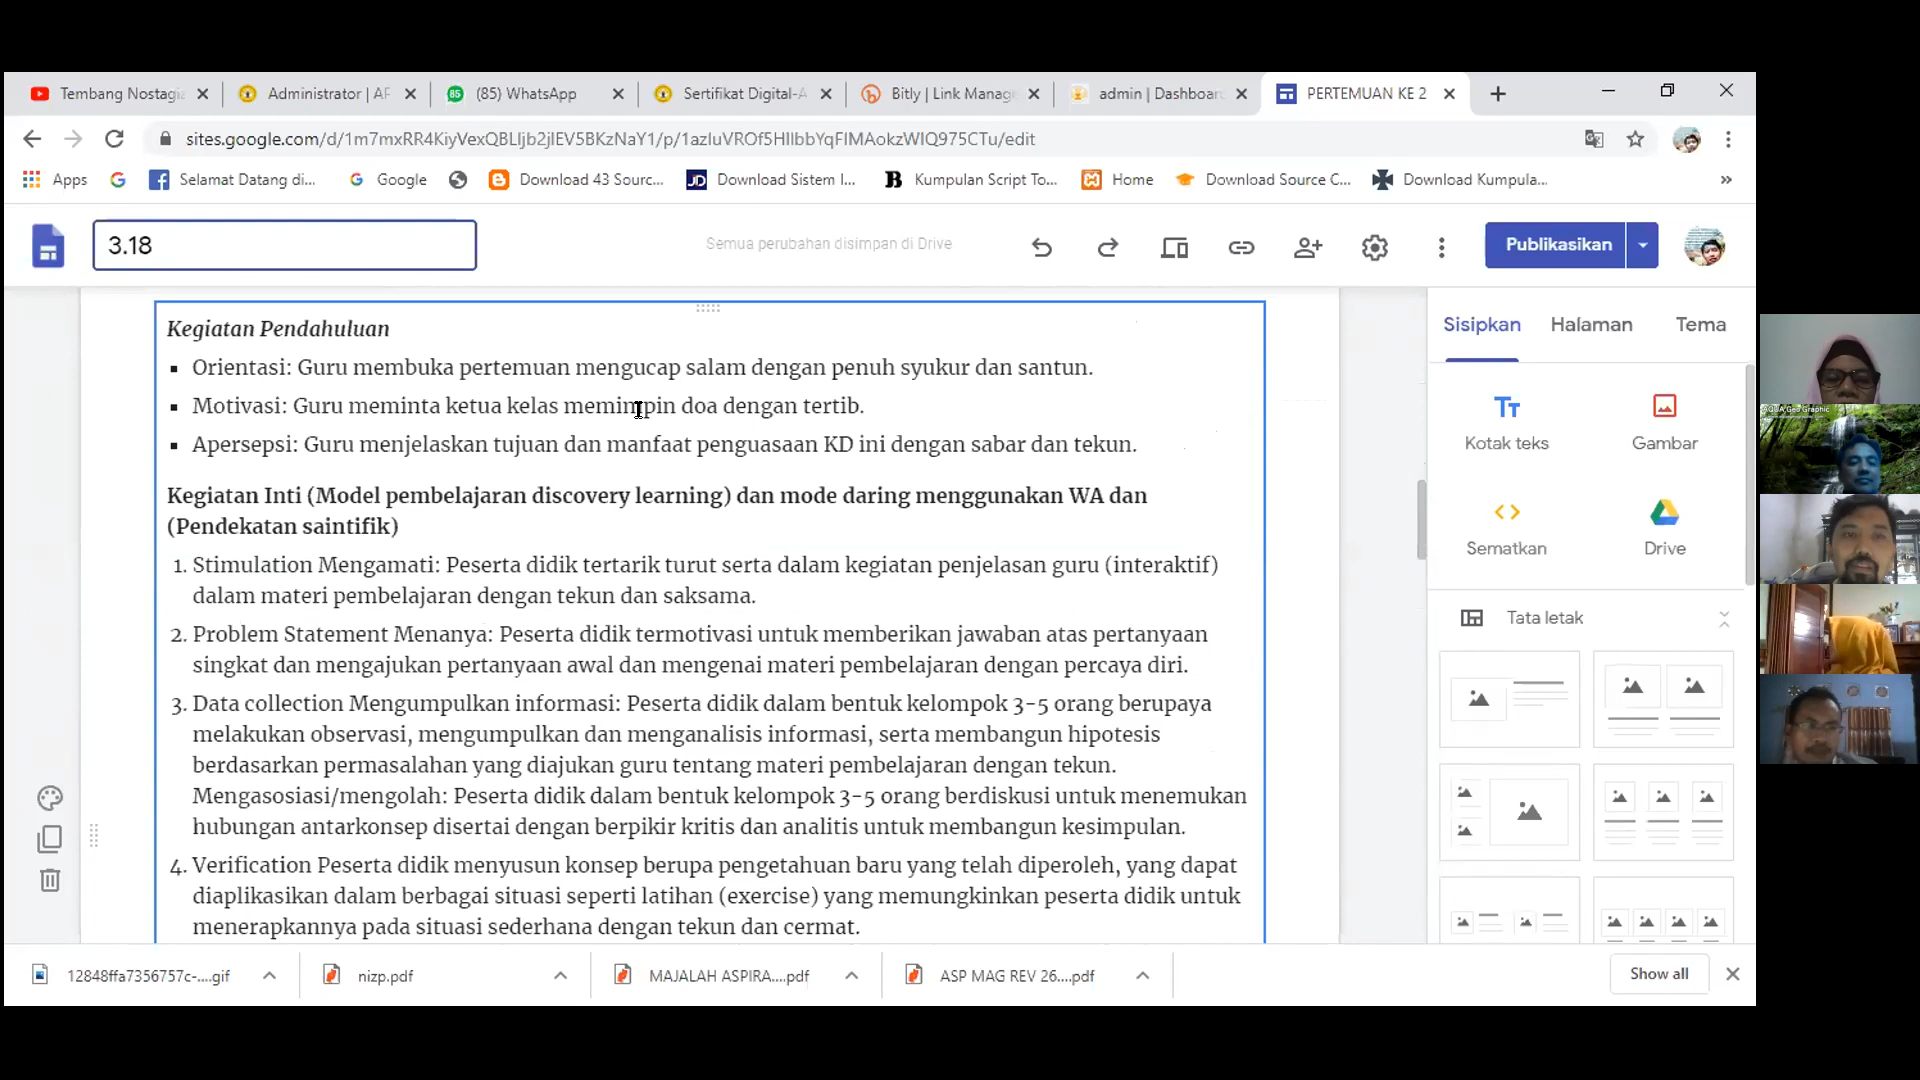 Tembang Nostagi
Administrator | AF
(85) WhatsApp
Sertifikat Digital-A
Bitly | Link Manage
admin | Dashboar
PERTEMUAN KE 2
sites.google.com/d/1m7mxRR4KiyVexQBLIjb2jlEV5BKzNaY1/p/1azIuVROf5HIlbbYqFIMAokzWIQ975CTu/edit
Apps
Selamat Datang di...
Google
Download 43 Sourc...
Download Sistem I...
Kumpulan Script To...
Home
Download Source C...
Download Kumpula...
3.18
Semua perubahan disimpan di Drive
Publikasikan
Kegiatan Pendahuluan
▪ Orientasi: Guru membuka pertemuan mengucap salam dengan penuh syukur dan santun.
▪ Motivasi: Guru meminta ketua kelas memimpin doa dengan tertib.
▪ Apersepsi: Guru menjelaskan tujuan dan manfaat penguasaan KD ini dengan sabar dan tekun.
Kegiatan Inti (Model pembelajaran discovery learning) dan mode daring menggunakan WA dan
(Pendekatan saintifik)
1. Stimulation Mengamati: Peserta didik tertarik turut serta dalam kegiatan penjelasan guru (interaktif)
dalam materi pembelajaran dengan tekun dan saksama.
2. Problem Statement Menanya: Peserta didik termotivasi untuk memberikan jawaban atas pertanyaan
singkat dan mengajukan pertanyaan awal dan mengenai materi pembelajaran dengan percaya diri.
3. Data collection Mengumpulkan informasi: Peserta didik dalam bentuk kelompok 3-5 orang berupaya
melakukan observasi, mengumpulkan dan menganalisis informasi, serta membangun hipotesis
berdasarkan permasalahan yang diajukan guru tentang materi pembelajaran dengan tekun.
Mengasosiasi/mengolah: Peserta didik dalam bentuk kelompok 3-5 orang berdiskusi untuk menemukan
hubungan antarkonsep disertai dengan berpikir kritis dan analitis untuk membangun kesimpulan.
4. Verification Peserta didik menyusun konsep berupa pengetahuan baru yang telah diperoleh, yang dapat
diaplikasikan dalam berbagai situasi seperti latihan (exercise) yang memungkinkan peserta didik untuk
menerapkannya pada situasi sederhana dengan tekun dan cermat.
Sisipkan
Halaman
Tema
Kotak teks
Gambar
Sematkan
Drive
Tata letak
AQUA Geo Graphic
12848ffa7356757c-....gif
nizp.pdf
MAJALAH ASPIRA....pdf
ASP MAG REV 26....pdf
Show all